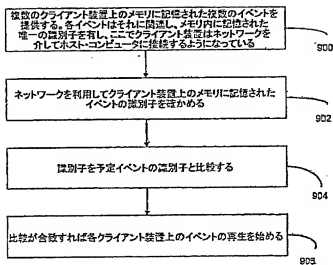 複数のクライアント装置上のメモリに記憶された複数のイベントを
提供する。各イベントはそれに関連し、メモリ内に記憶された
唯一の識別子を有し、ここでクライアント装置はネットワークを
介してホスト・コンピュータに接続するようになっている
900
ネットワークを利用してクライアント装置上のメモリに記憶された
イベントの識別子を確かめる
902
識別子を予定イベントの識別子と比較する
904
比較が合致すれば各クライアント装置上のイベントの再生を始める
905